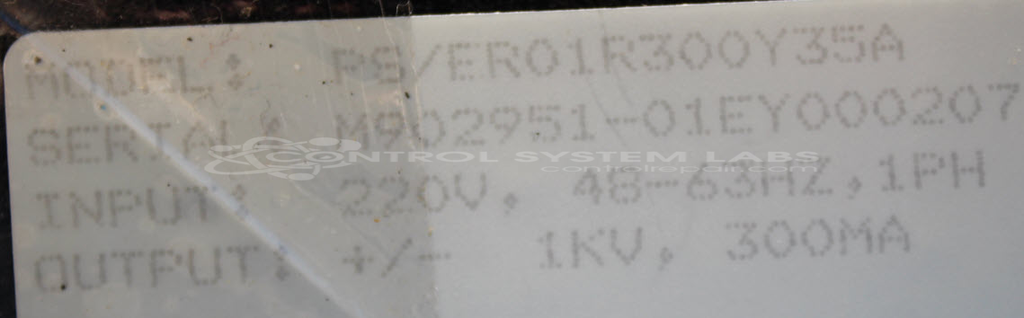 MODEL: PS/ER01R300Y35A
SERIAL: M902951-01EY000207
CONTROL SYSTEM LABS
controlrepair.com
INPUT: 220V, 48-63HZ,1PH
OUTPUT: +/- 1KV, 300MA